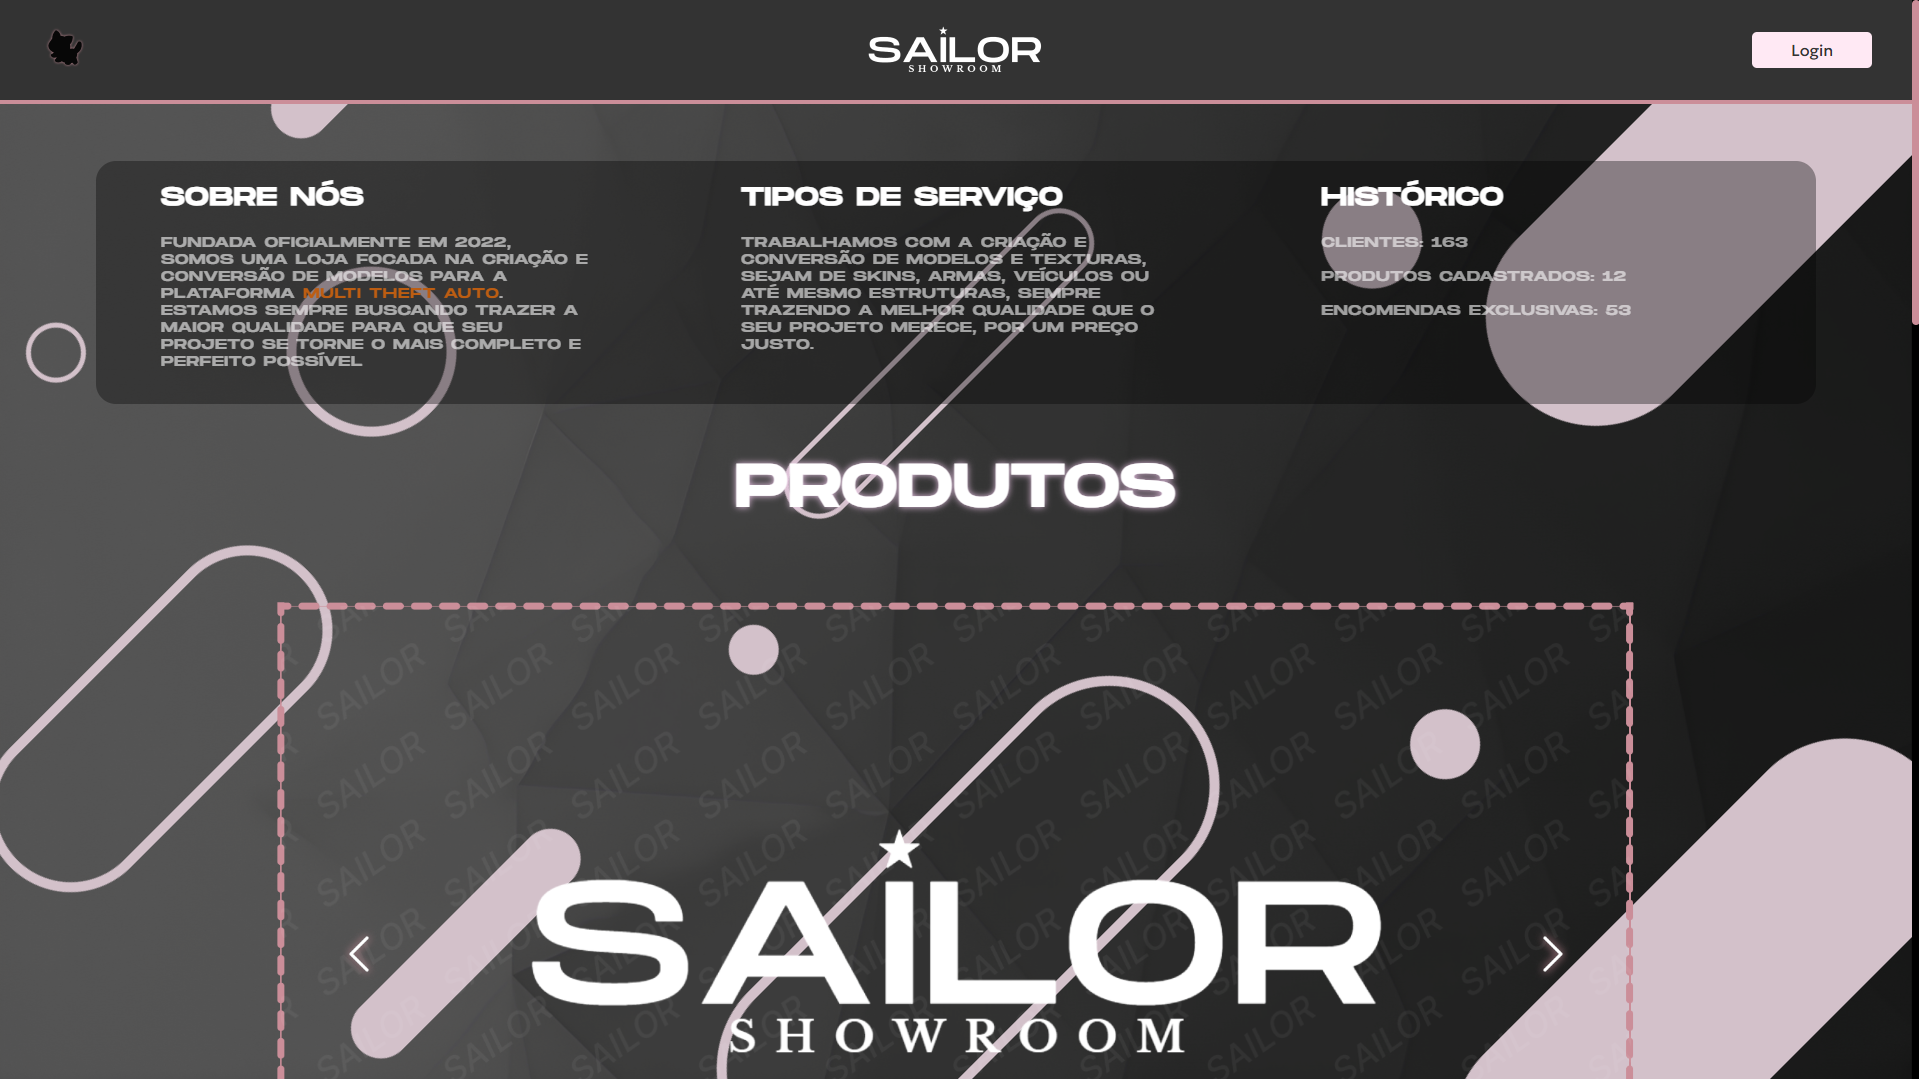 SAILOR
SHOWROOM
Login
SOBRE NÓS
FUNDADA OFICIALMENTE EM 2022,
SOMOS UMA LOJA FOCADA NA CRIAÇÃO E
CONVERSÃO DE MODELOS PARA A
PLATAFORMA MULTI THEFT AUTO.
ESTAMOS SEMPRE BUSCANDO TRAZER A
MAIOR QUALIDADE PARA QUE SEU
PROJETO SE TORNE O MAIS COMPLETO E
PERFEITO POSSÍVEL
TIPOS DE SERVIÇO
TRABALHAMOS COM A CRIAÇÃO E
CONVERSÃO DE MODELOS E TEXTURAS,
SEJAM DE SKINS, ARMAS, VEÍCULOS OU
ATÉ MESMO ESTRUTURAS, SEMPRE
TRAZENDO A MELHOR QUALIDADE QUE O
SEU PROJETO MERECE, POR UM PREÇO
JUSTO.
HISTÓRICO
CLIENTES: 163
PRODUTOS CADASTRADOS: 12
ENCOMENDAS EXCLUSIVAS: 53
PRODUTOS
SAILOR
SHOWROOM